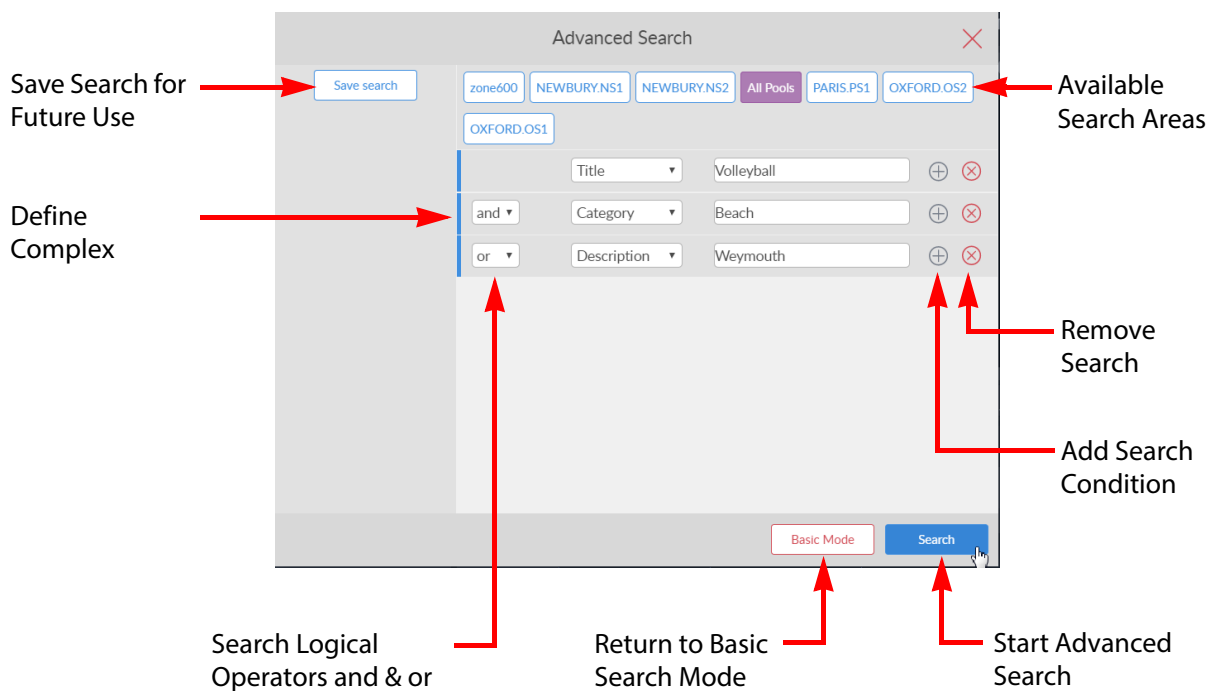 Advanced Search
Save Search for
Future Use
Save search
zone600
NEWBURY.NS1
NEWBURY.NS2
All Pools
PARIS.PS1
OXFORD.OS2
Available
Search Areas
OXFORD.OS1
Title
Volleyball
Define
Complex
and
Category
Beach
or
Description
Weymouth
Remove
Search
Add Search
Condition
Basic Mode
Search
Search Logical
Operators and & or
Return to Basic
Search Mode
Start Advanced
Search